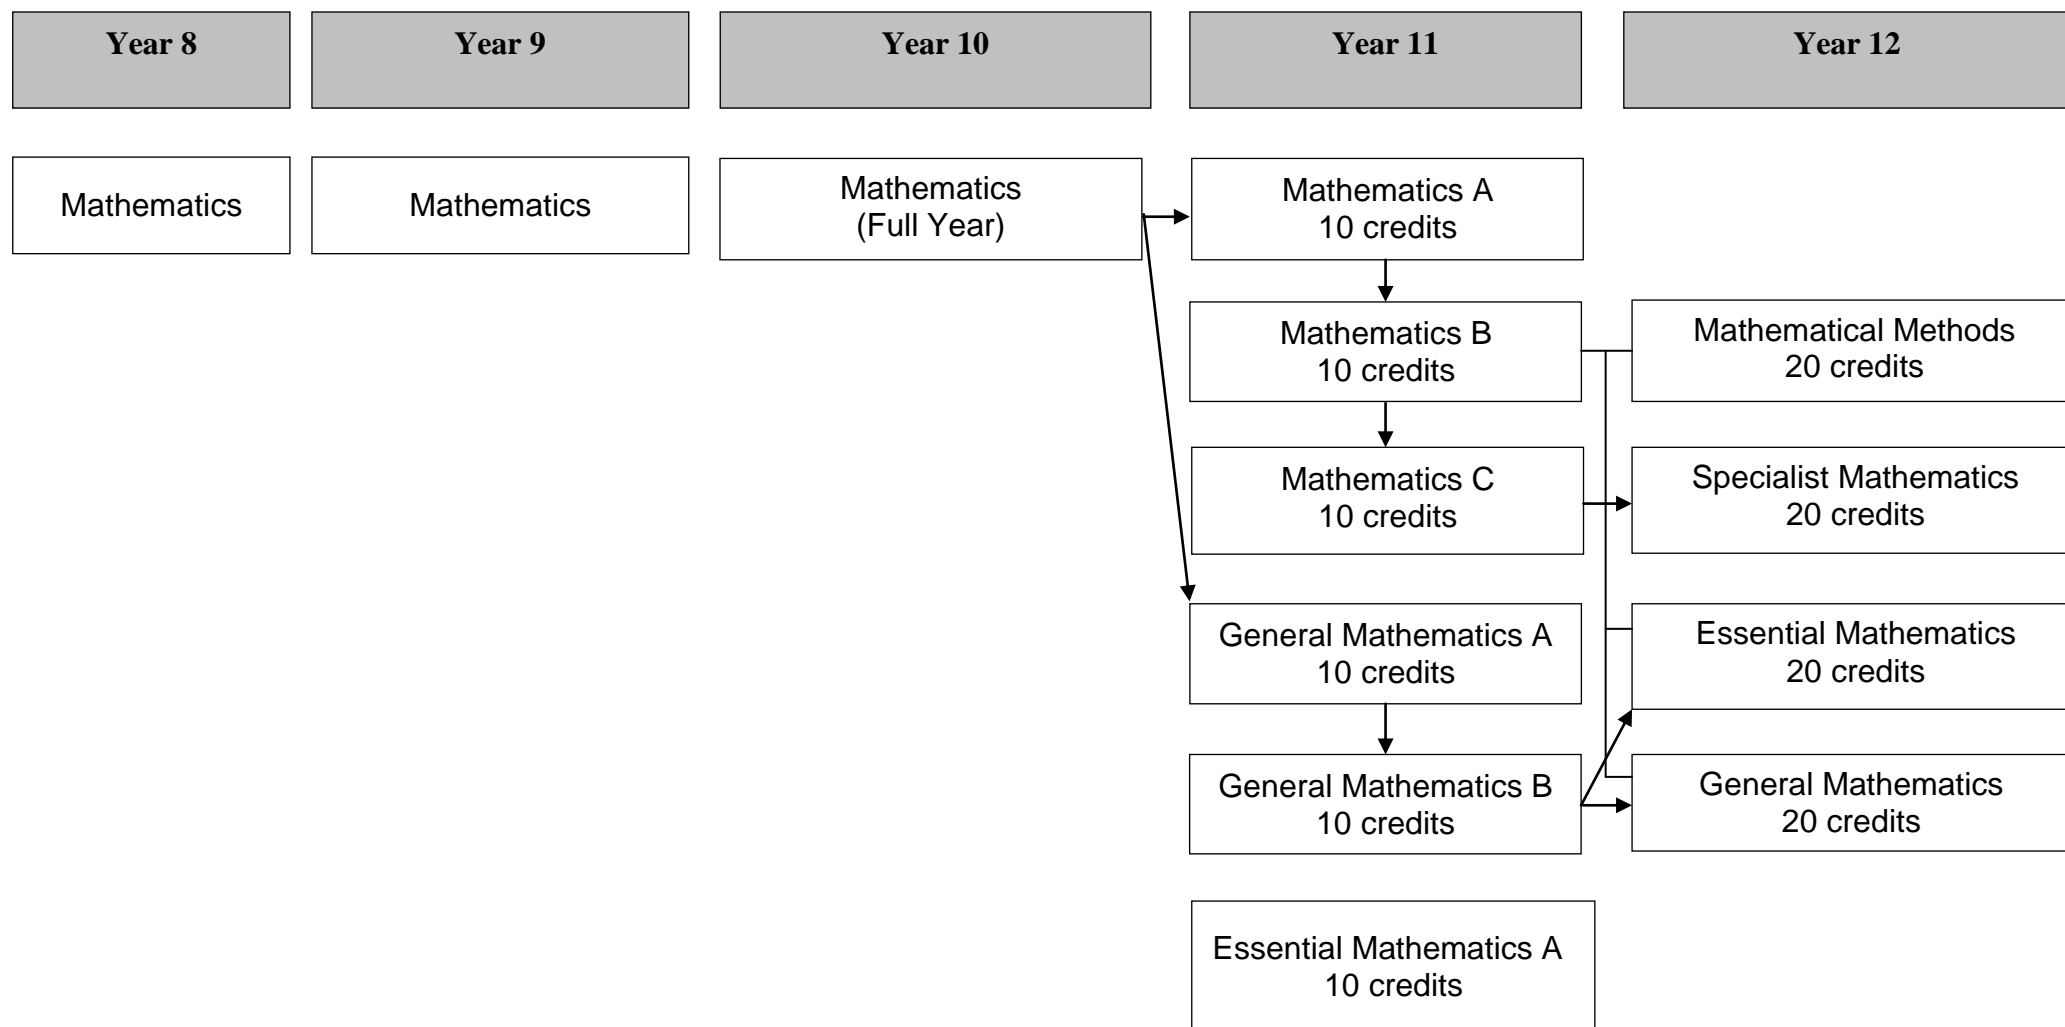 Year 8
Year 9
Year 10
Year 11
Year 12
Mathematics
Mathematics
Mathematics
(Full Year)
Mathematics A
10 credits
Mathematics B
10 credits
Mathematical Methods
20 credits
Mathematics C
10 credits
Specialist Mathematics
20 credits
General Mathematics A
10 credits
Essential Mathematics
20 credits
General Mathematics B
10 credits
General Mathematics
20 credits
Essential Mathematics A
10 credits